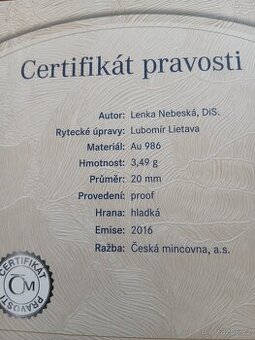 Certifikát pravosti
Autor: Lenka Nebeská, DiS.
Rytecké úpravy: Lubomír Lietava
Materiál: Au 986
Hmotnost: 3,49 g
Průměr: 20 mm
Provedení: proof
Hrana: hladká
Emise: 2016
Ražba: Česká mincovna, a.s.
CERTIFIKÁT
ČM
PRAVOSTI